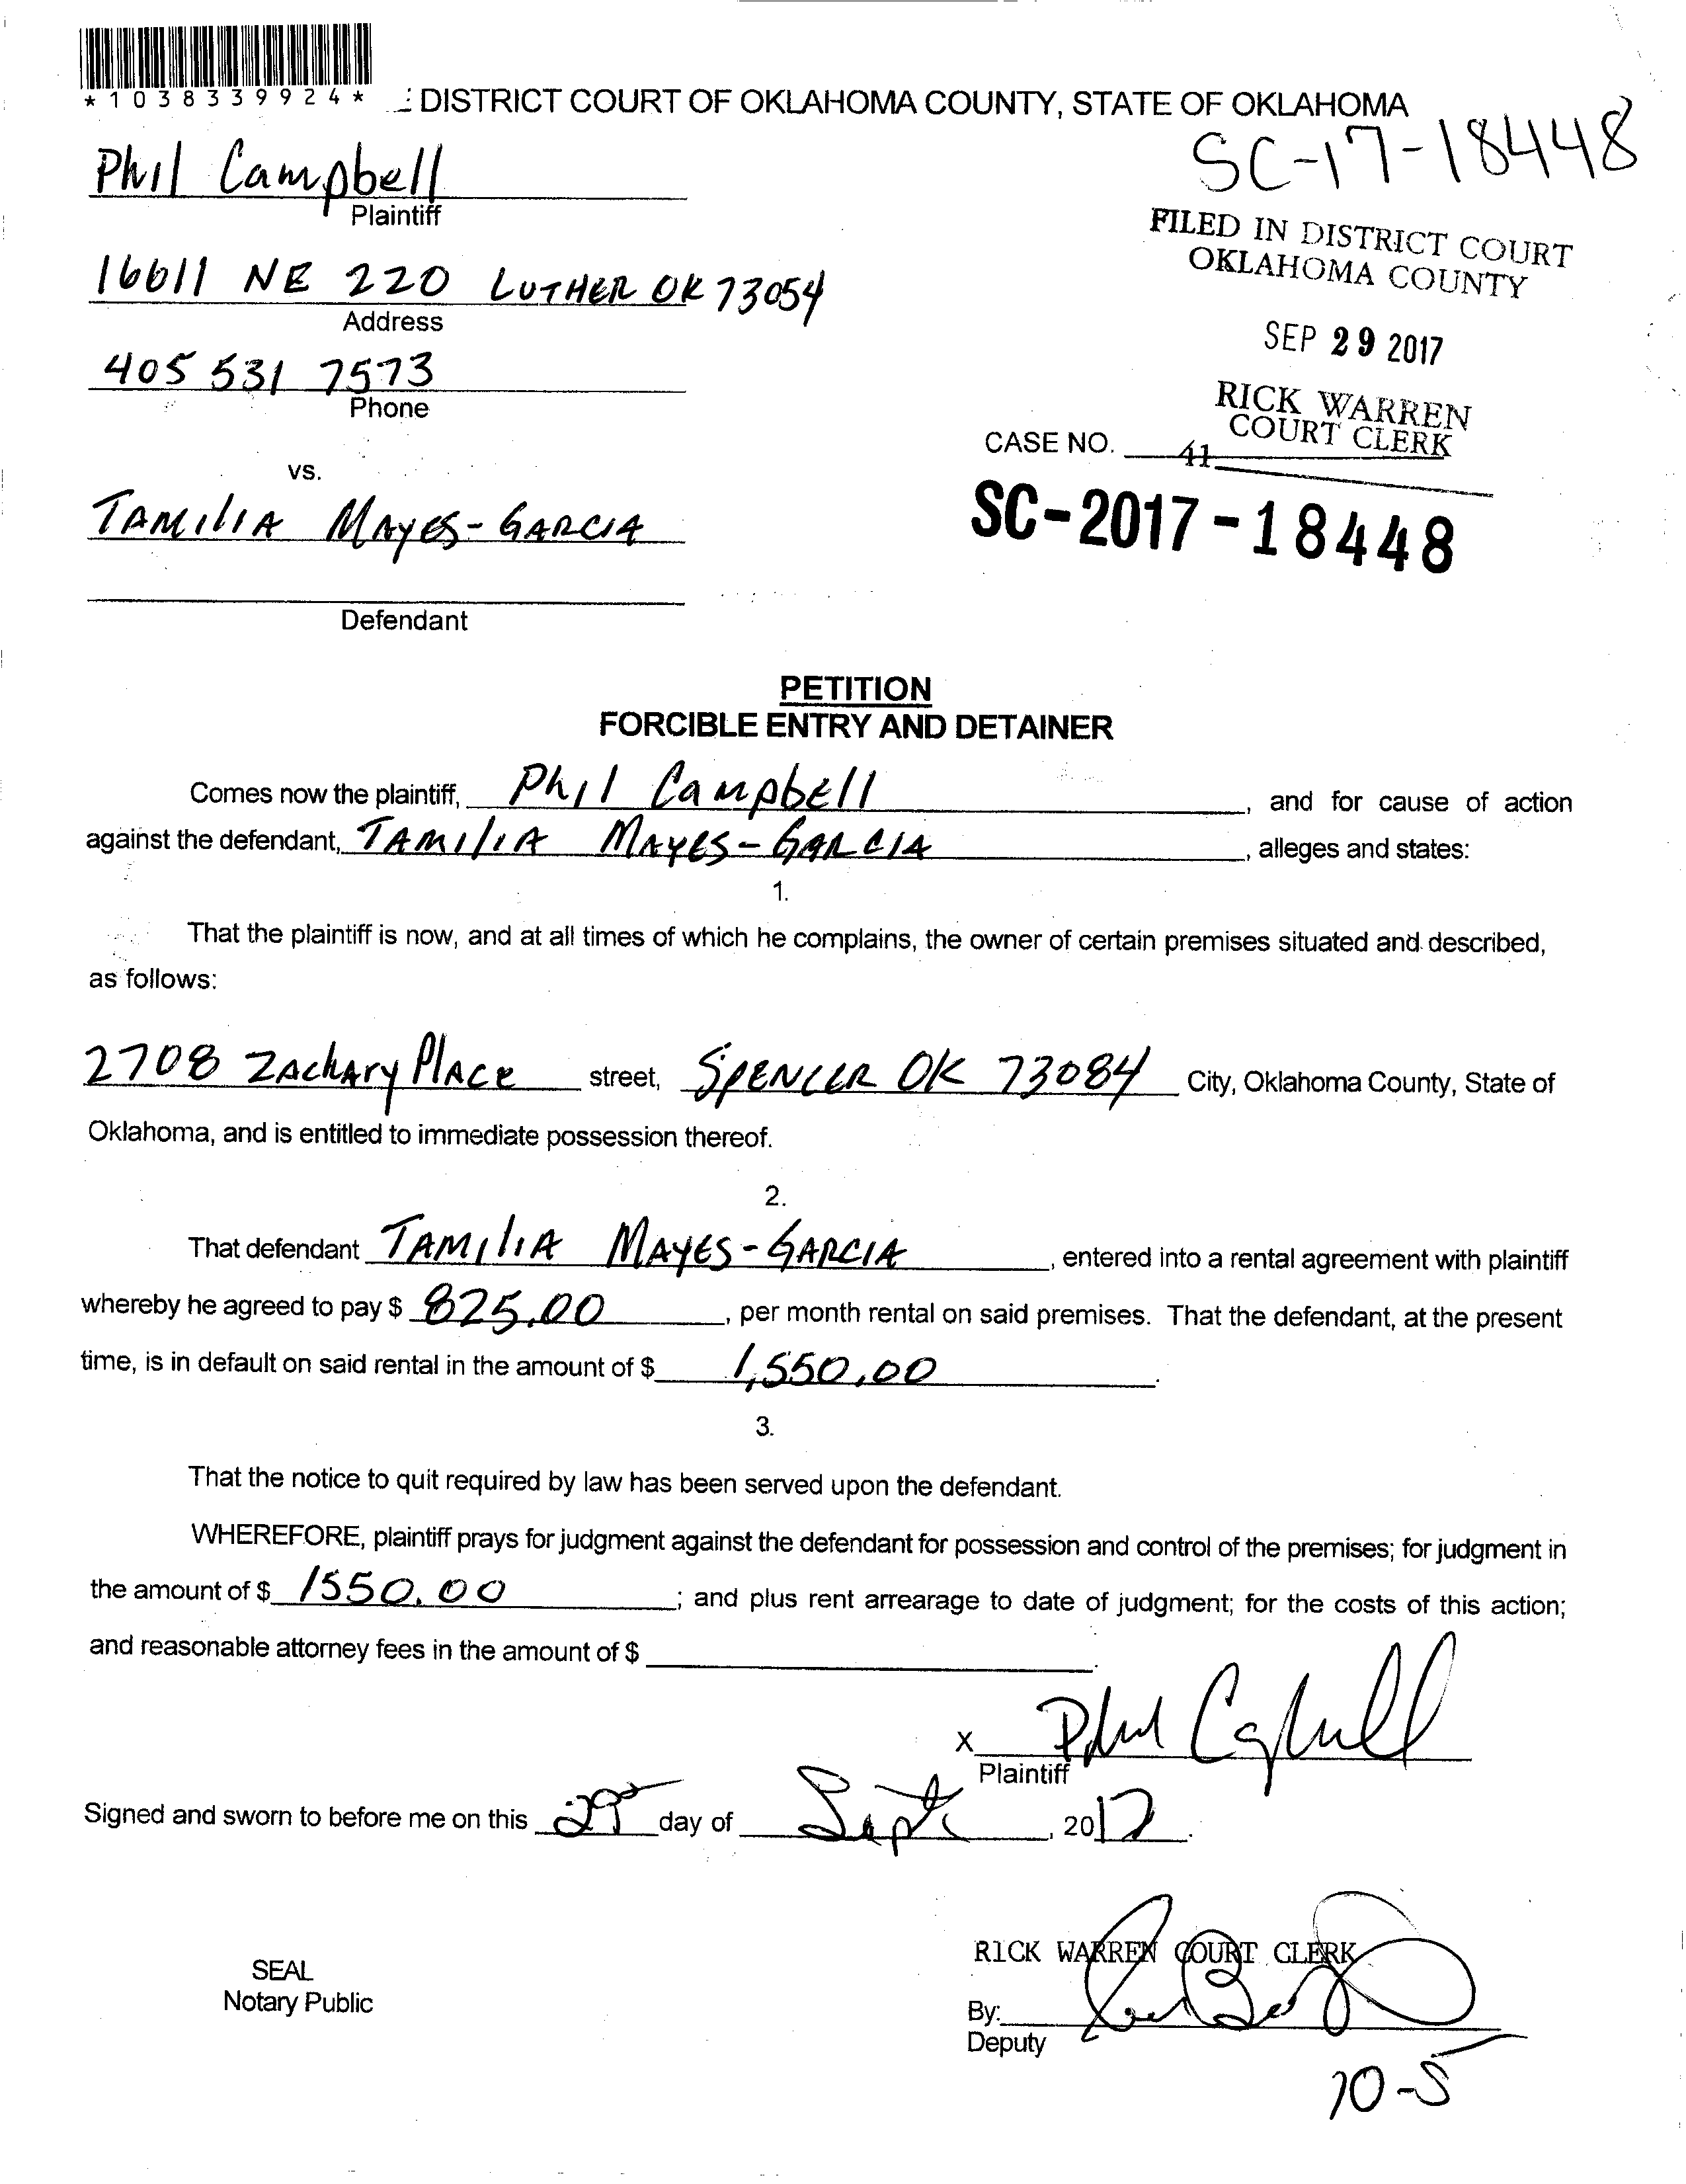 *1038339924*
DISTRICT COURT OF OKLAHOMA COUNTY, STATE OF OKLAHOMA
SC-17-18448
Phil Campbell
Plaintiff
FILED IN DISTRICT COURT
OKLAHOMA COUNTY
16611 NE 220 LUTHER OK 73054
Address
SEP 29 2017
405 531 7573
Phone
RICK WARREN
COURT CLERK
CASE NO.
41
vs.
TAMILIA MAYES-GARCIA
SC-2017-18448
Defendant
PETITION
FORCIBLE ENTRY AND DETAINER
Comes now the plaintiff, Phil Campbell, and for cause of action
against the defendant, TAMILIA MAYES-GARCIA, alleges and states:
1.
That the plaintiff is now, and at all times of which he complains, the owner of certain premises situated and described,
as follows:
2708 ZACHARY PLACE street, SPENCER OK 73084 City, Oklahoma County, State of
Oklahoma, and is entitled to immediate possession thereof.
2.
That defendant TAMILIA MAYES-GARCIA, entered into a rental agreement with plaintiff
whereby he agreed to pay $ 825.00, per month rental on said premises. That the defendant, at the present
time, is in default on said rental in the amount of $ 1,550.00.
3.
That the notice to quit required by law has been served upon the defendant.
WHEREFORE, plaintiff prays for judgment against the defendant for possession and control of the premises; for judgment in
the amount of $ 1550.00; and plus rent arrearage to date of judgment; for the costs of this action;
and reasonable attorney fees in the amount of $
X Phil Campbell
Plaintiff
Signed and sworn to before me on this 29 day of Sept, 2017.
RICK WARREN COURT CLERK
SEAL
Notary Public
By:
Deputy
10-5